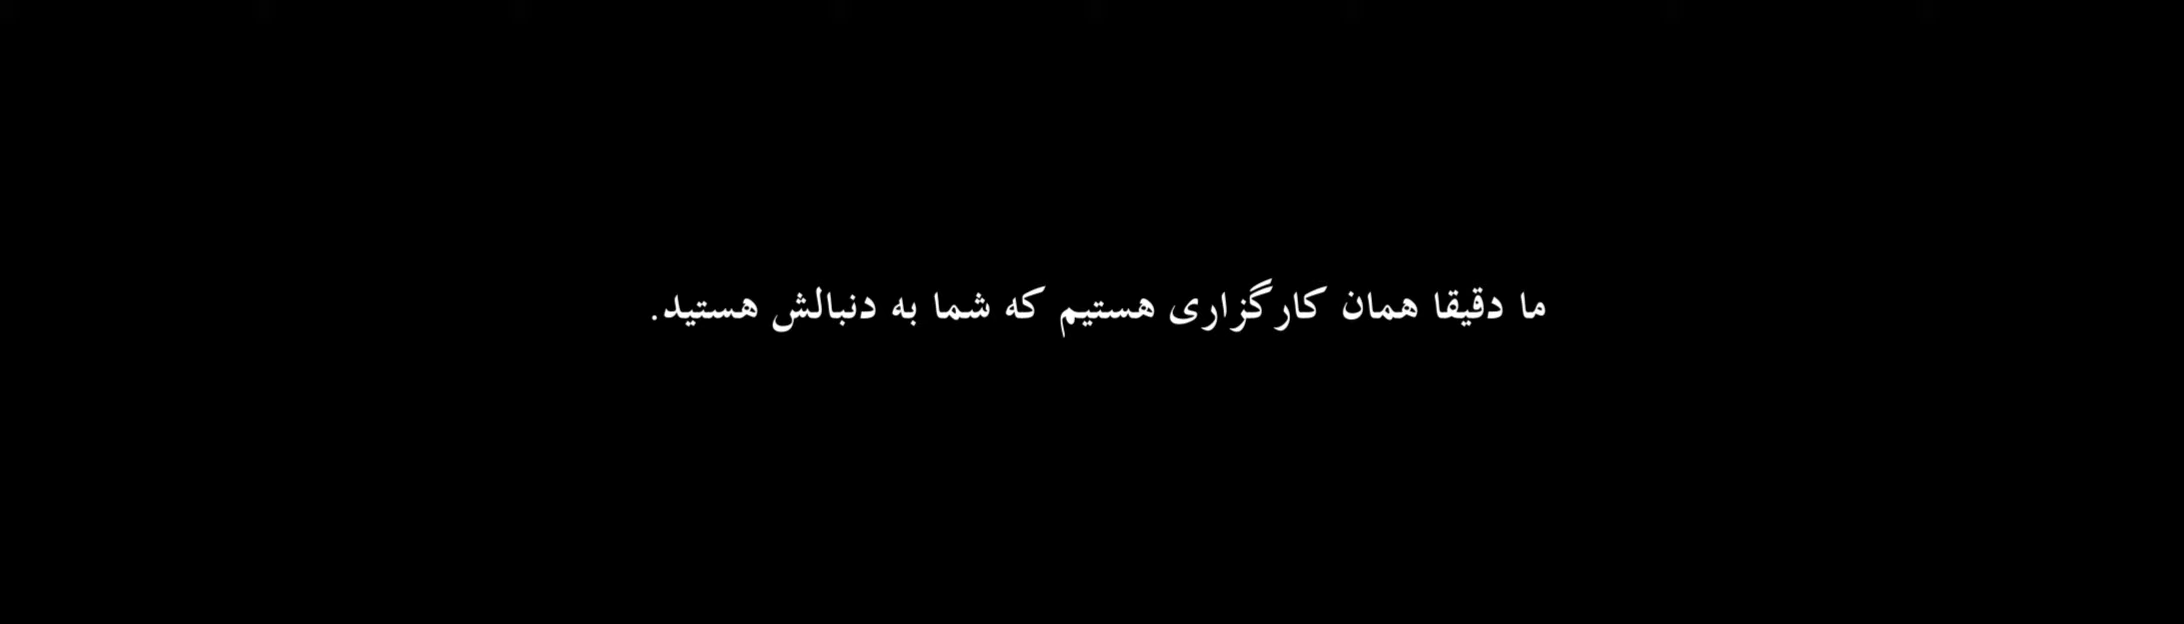 ما دقیقا همان کارگزاری هستیم که شما به دنبالش هستید.